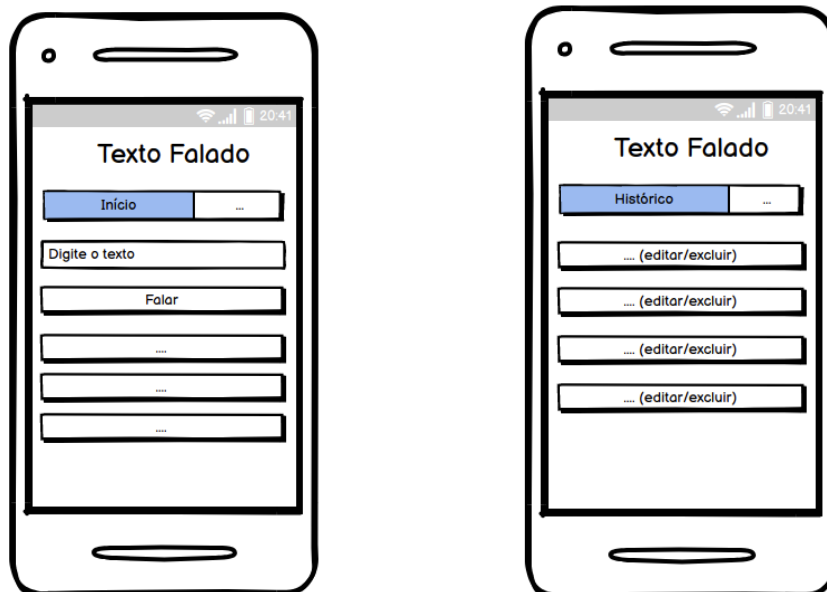 20:41
Texto Falado
Início ...
Digite o texto
Falar
....
....
....
20:41
Texto Falado
Histórico ...
.... (editar/excluir)
.... (editar/excluir)
.... (editar/excluir)
.... (editar/excluir)